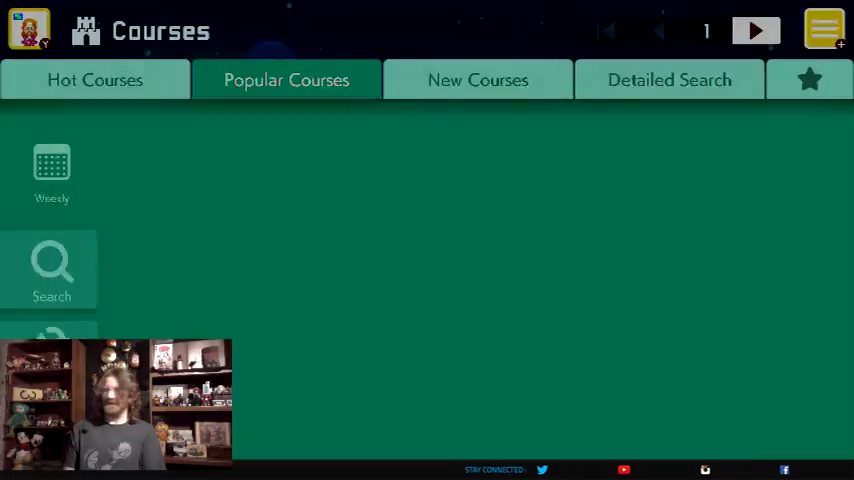 Courses
1
Hot Courses
Popular Courses
New Courses
Detailed Search
Weekly
Search
STAY CONNECTED: